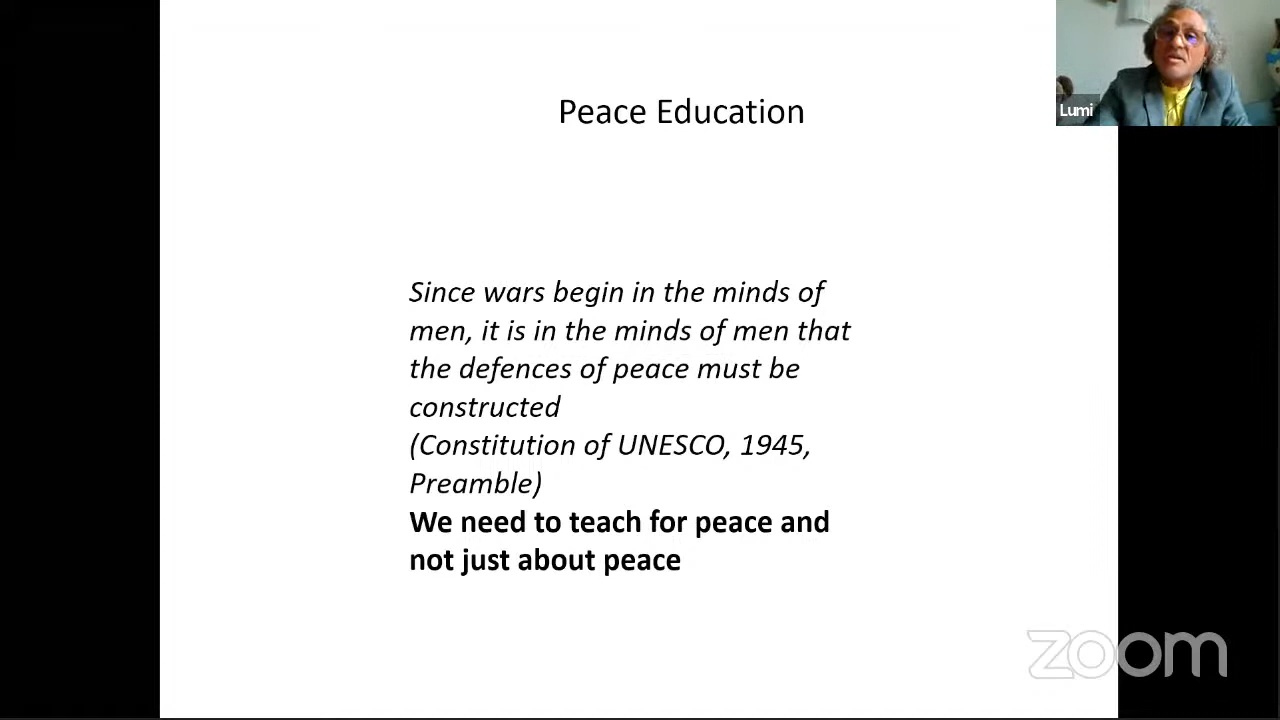 Peace Education
Lumi
Since wars begin in the minds of
men, it is in the minds of men that
the defences of peace must be
constructed
(Constitution of UNESCO, 1945,
Preamble)
We need to teach for peace and
not just about peace
zoom